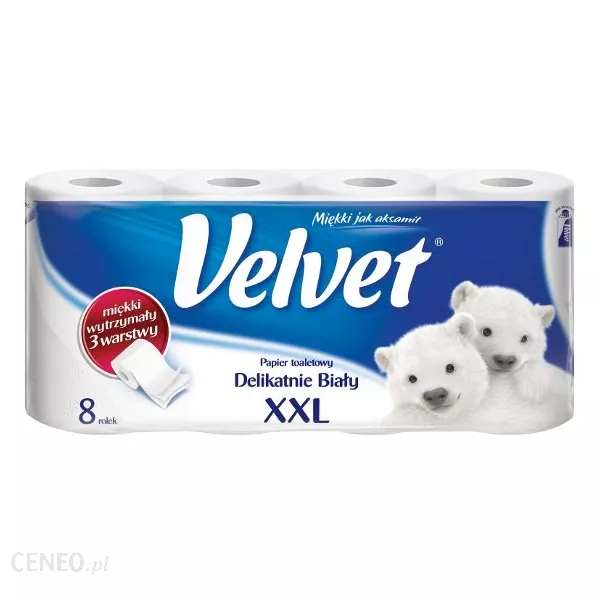 Miękki jak aksamit
Velvet®
miękki
wytrzymały
3 warstwy
Papier toaletowy
Delikatnie Biały
XXL
8 rolek
CENEO.pl